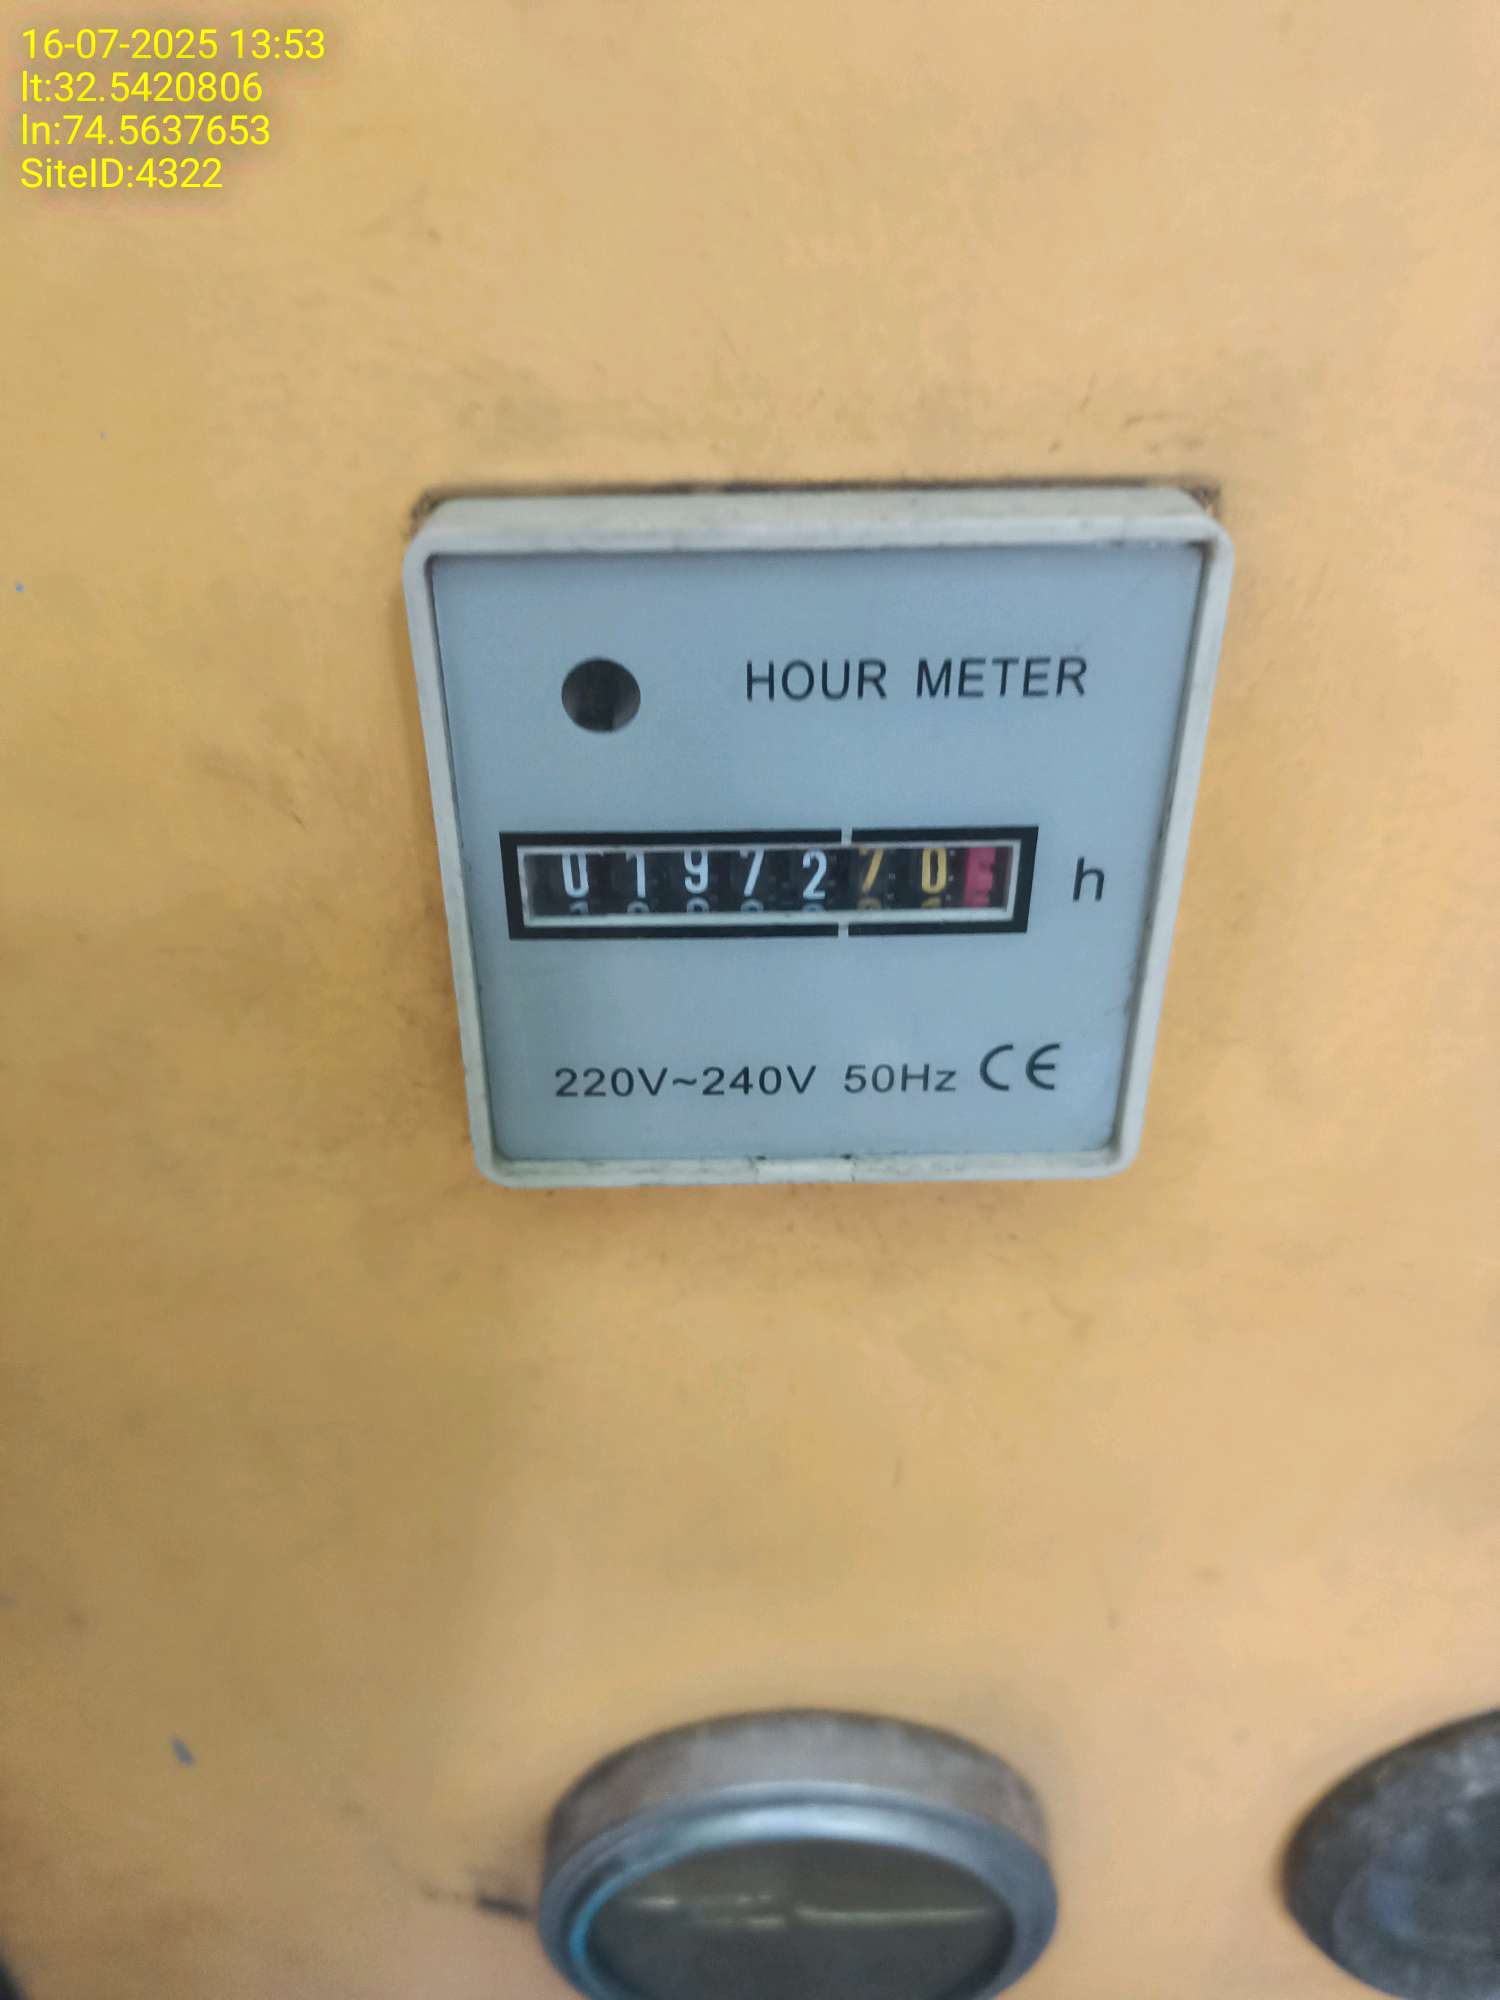 16-07-2025 13:53
lt:32.5420806
ln:74.5637653
SiteID:4322
HOUR METER
0197270
h
220V~240V 50Hz CE